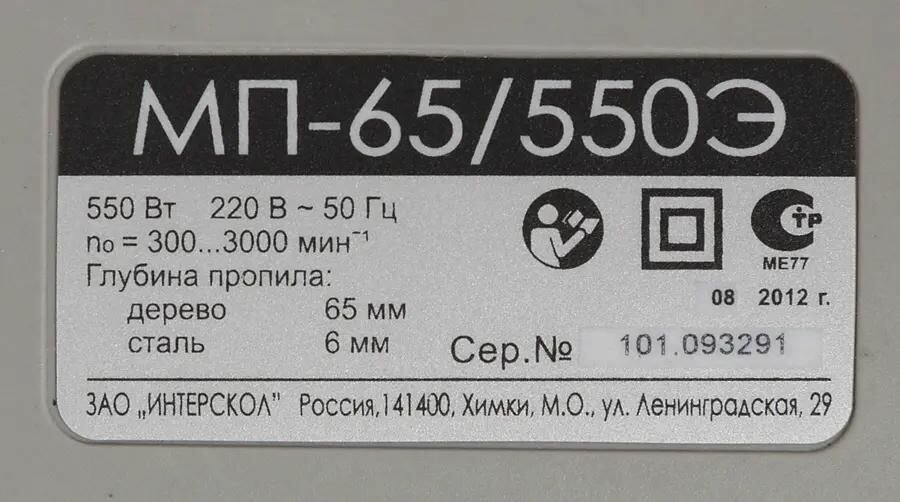 МП-65/550Э
550 Вт 220 В ~ 50 Гц
n₀ = 300...3000 мин⁻¹
Глубина пропила:
дерево 65 мм
сталь 6 мм
СТР
МЕ77
08 2012 г.
Сер.№ 101.093291
ЗАО „ИНТЕРСКОЛ" Россия,141400, Химки, М.О., ул. Ленинградская, 29